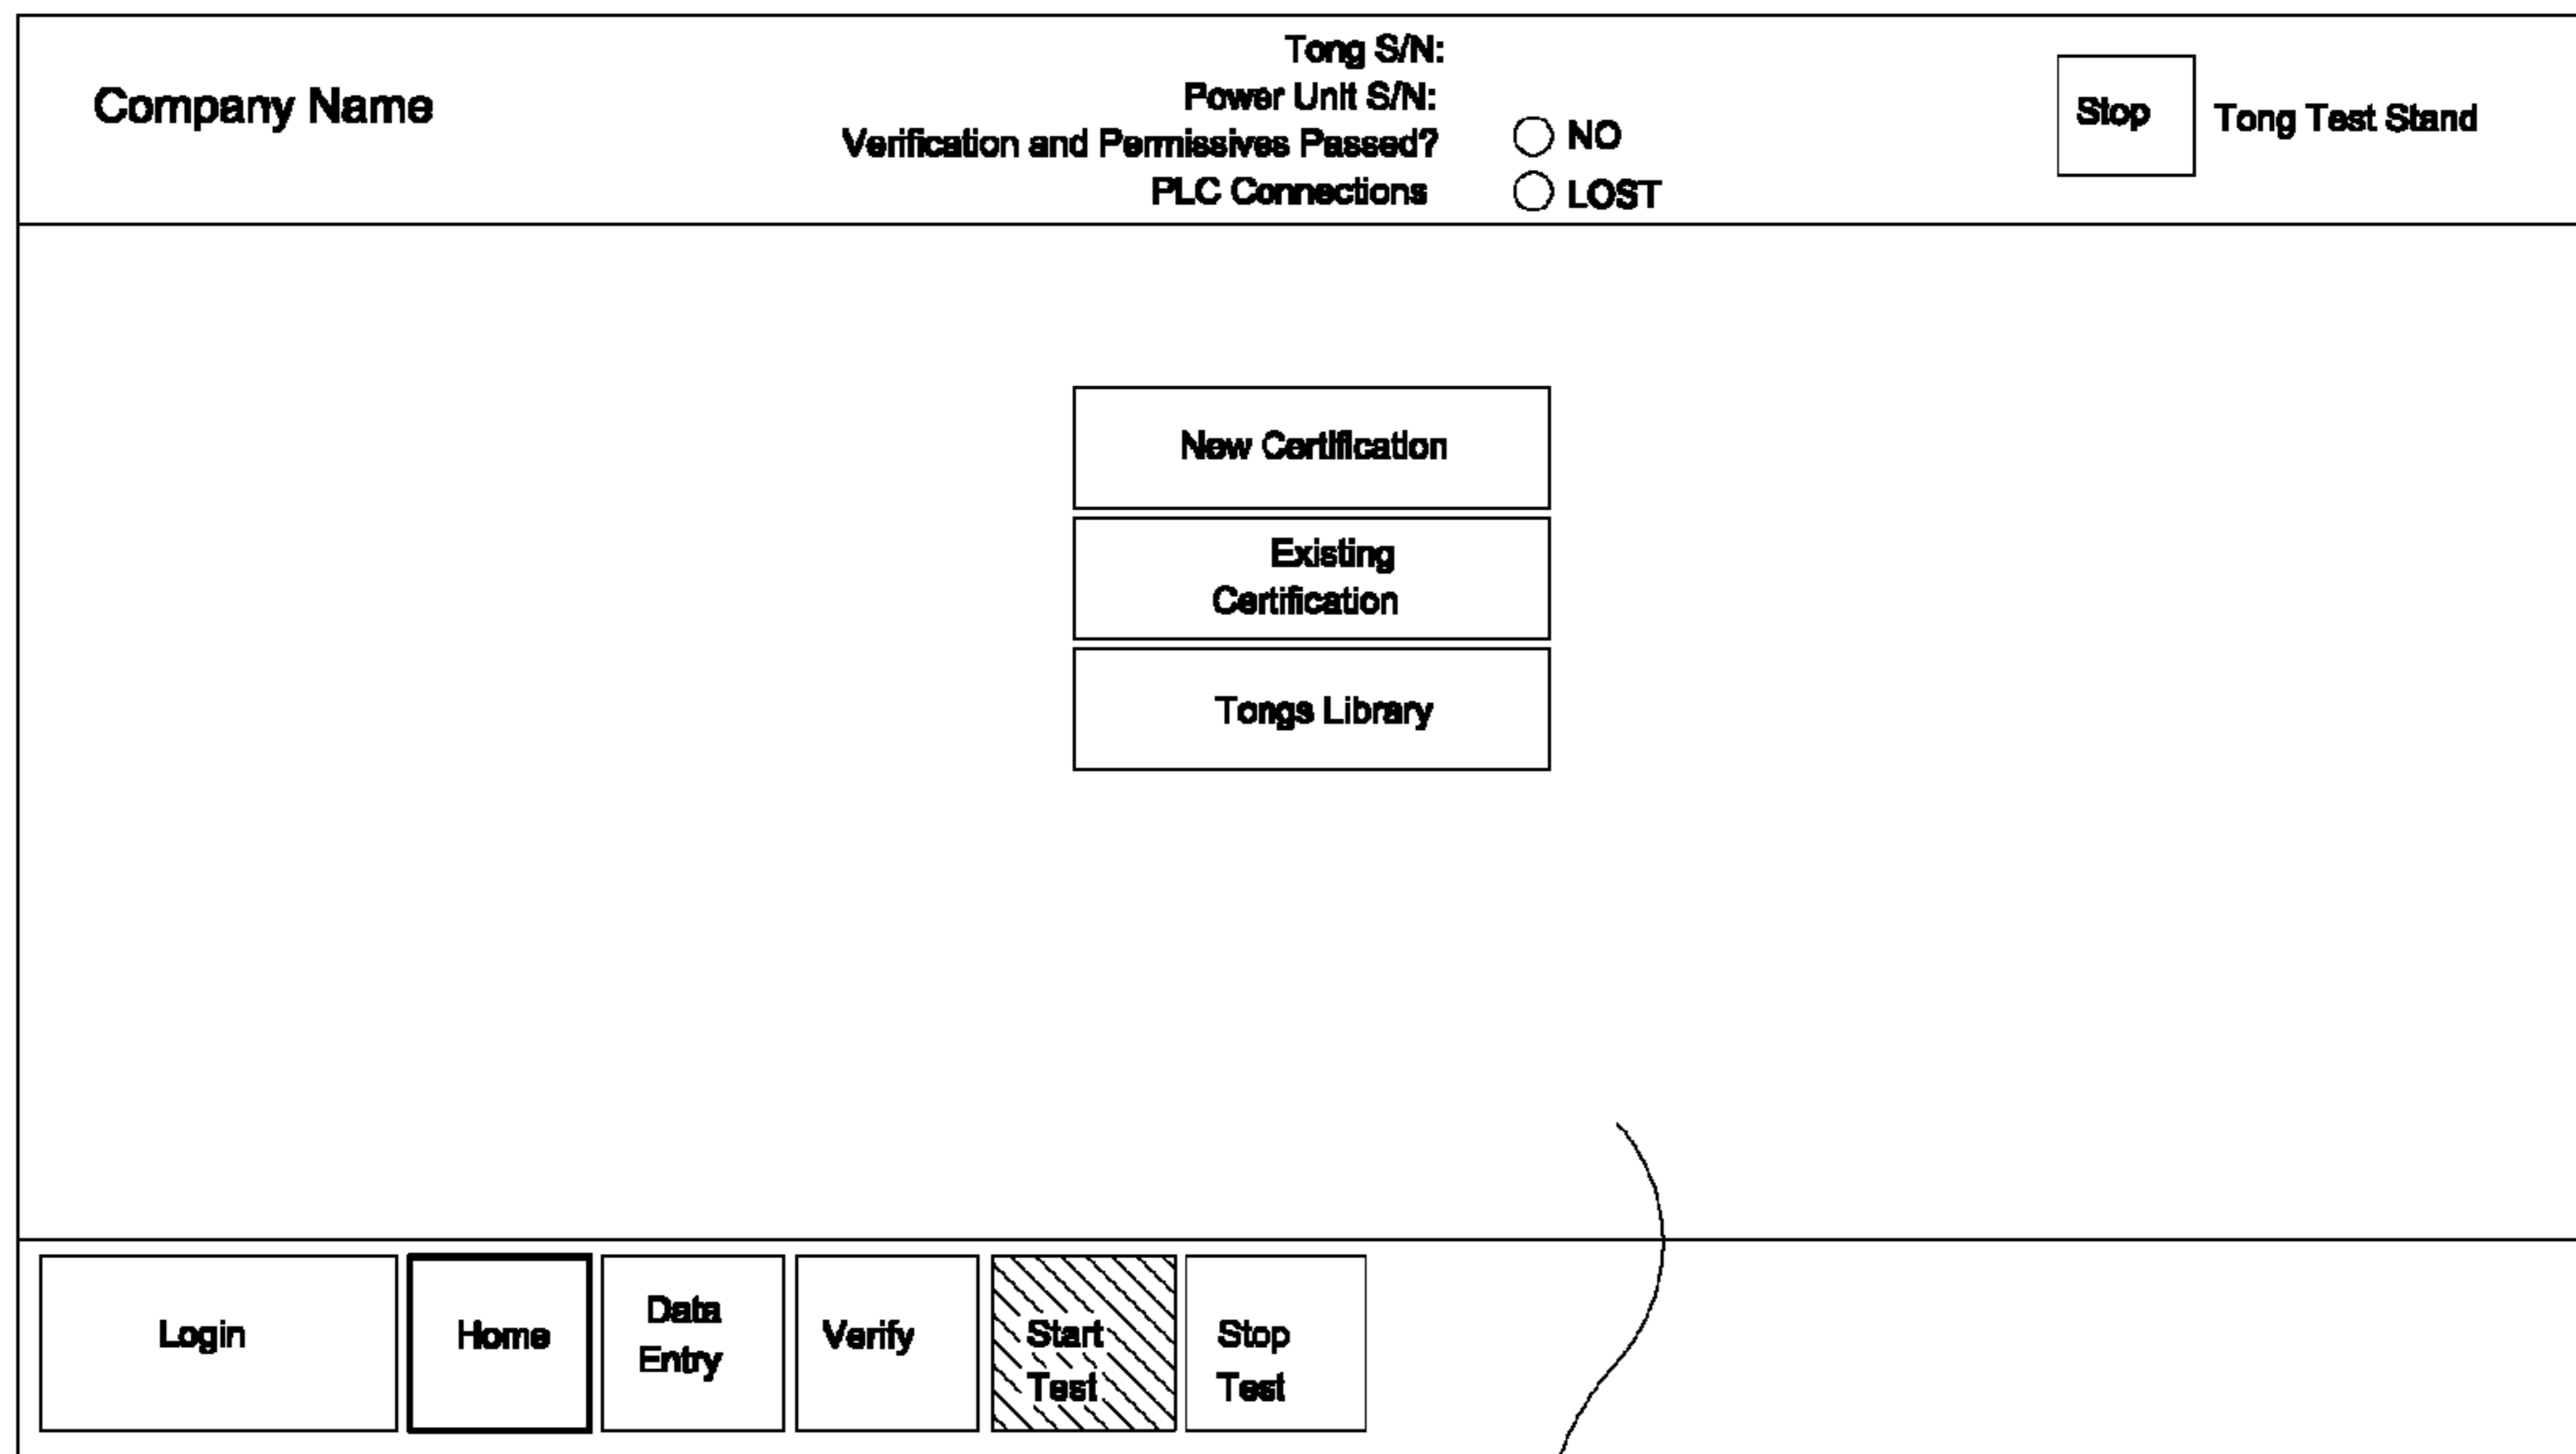 Company Name
Tong S/N:
Power Unit S/N:
Verification and Permissives Passed?
NO
PLC Connections
LOST
Stop
Tong Test Stand
New Certification
Existing
Certification
Tongs Library
Login
Home
Data
Entry
Verify
Start
Test
Stop
Test